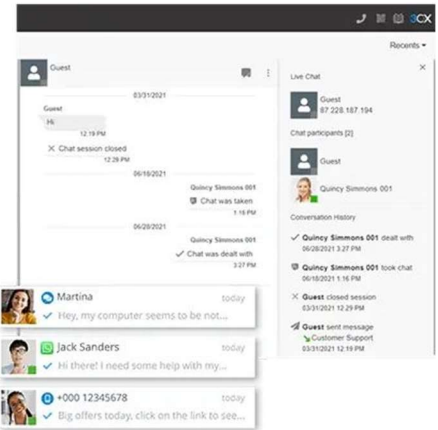 3CX
Recents
Guest
03/31/2021
Guest
Hi
12:19 PM
Chat session closed
12:29 PM
06/18/2021
Quincy Simmons 001
Chat was taken
1:16 PM
06/28/2021
Quincy Simmons 001
Chat was dealt with
3:27 PM
Live Chat
Guest
87.228.187.194
Chat participants [2]
Guest
Quincy Simmons 001
Conversation History
Quincy Simmons 001 dealt with
06/28/2021 3:27 PM
Quincy Simmons 001 took chat
06/18/2021 1:16 PM
Guest closed session
03/31/2021 12:29 PM
Guest sent message
Customer Support
03/31/2021 12:19 PM
Martina today
Hey, my computer seems to be not...
Jack Sanders today
Hi there! I need some help with my...
+000 12345678 today
Big offers today, click on the link to see...